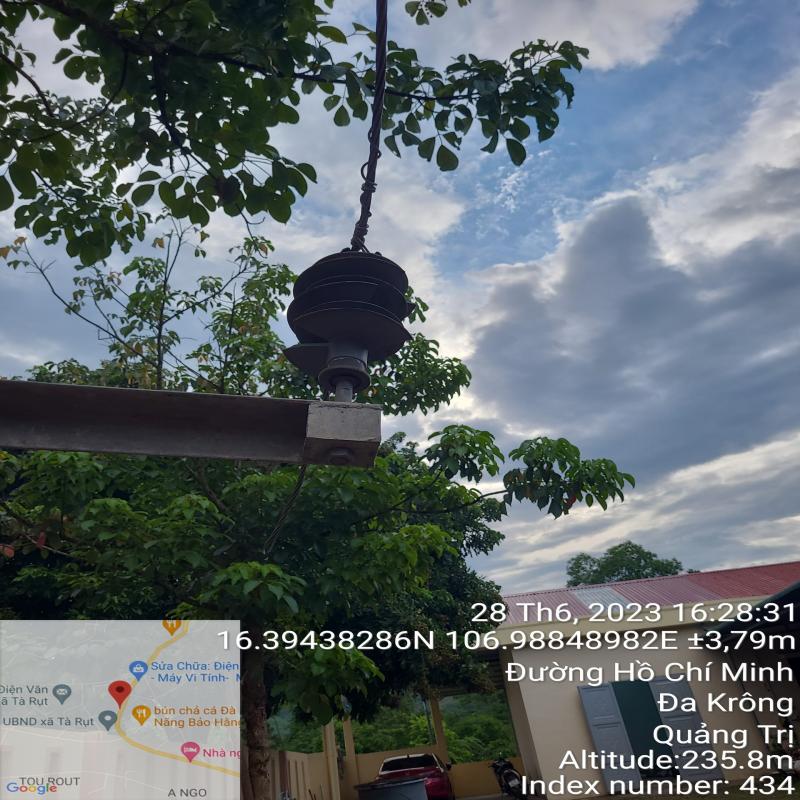 28 Th6, 2023 16:28:31
16.39438286N 106.98848982E ±3,79m
Đường Hồ Chí Minh
Đa Krông
Quảng Trị
Altitude:235.8m
Index number: 434
Sửa Chữa: Điện
- Máy Vi Tính-
Điện Văn
xã Tà Rụt
UBND xã Tà Rụt
bún chả cá Đà
Nẵng Bảo Hằn
Nhà ng
TOU ROUT
Google
A NGO